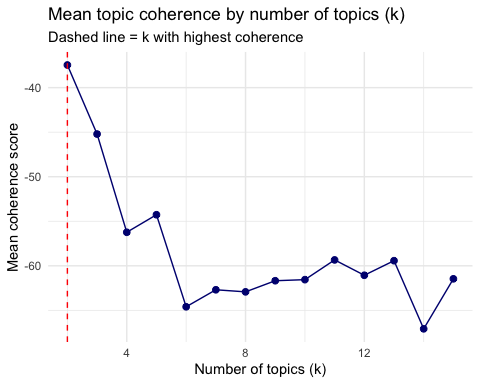 Mean topic coherence by number of topics (k)
Dashed line = k with highest coherence
Mean coherence score
-40
-50
-60
4 8 12
Number of topics (k)